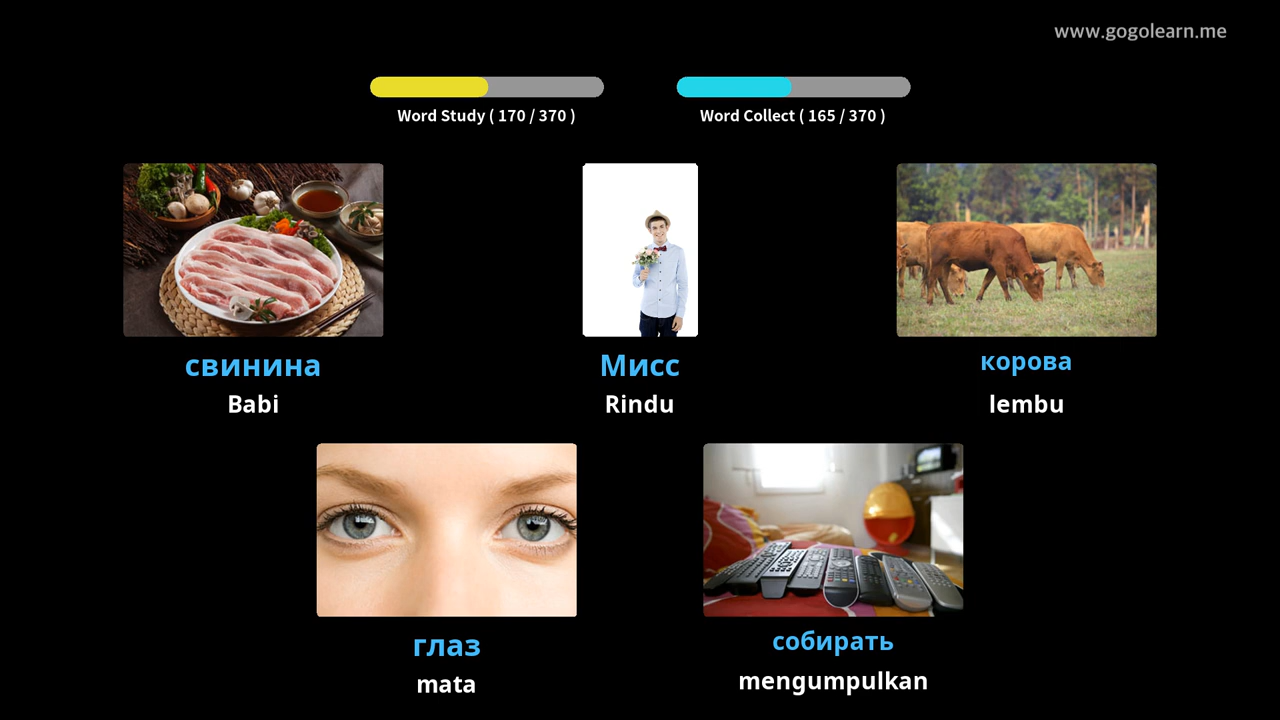 www.gogolearn.me
Word Study ( 170 / 370 )
Word Collect ( 165 / 370 )
свинина
Babi
Мисс
Rindu
корова
lembu
глаз
mata
собирать
mengumpulkan